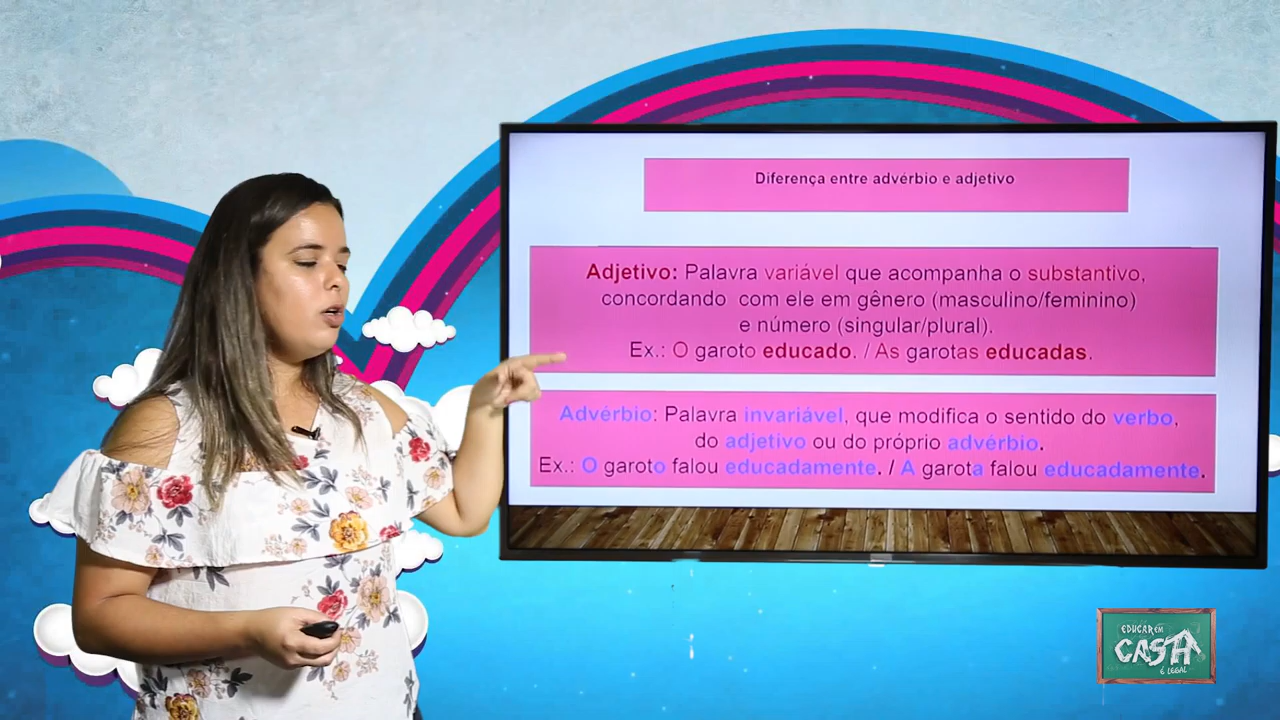 Diferença entre advérbio e adjetivo
Adjetivo: Palavra variável que acompanha o substantivo,
concordando com ele em gênero (masculino/feminino)
e número (singular/plural).
Ex.: O garoto educado. / As garotas educadas.
Advérbio: Palavra invariável, que modifica o sentido do verbo,
do adjetivo ou do próprio advérbio.
Ex.: O garoto falou educadamente. / A garota falou educadamente.
EDUCAR EM
CASA
É LEGAL